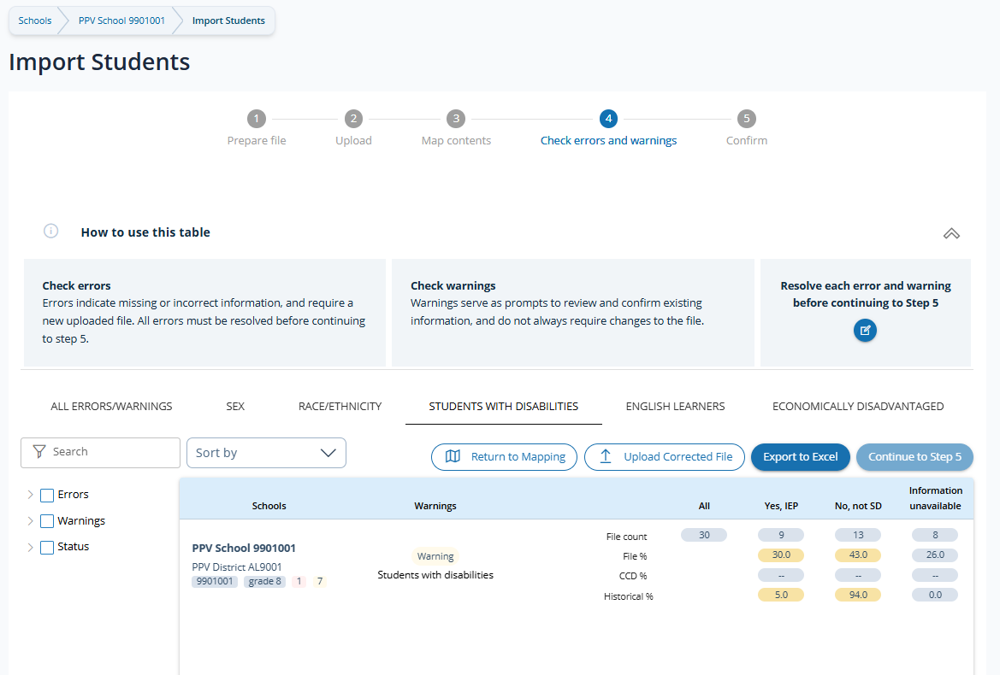 Schools
PPV School 9901001
Import Students
Import Students
1
2
3
4
5
Prepare file
Upload
Map contents
Check errors and warnings
Confirm
How to use this table
Check errors
Errors indicate missing or incorrect information, and require a
new uploaded file. All errors must be resolved before continuing
to step 5.
Check warnings
Warnings serve as prompts to review and confirm existing
information, and do not always require changes to the file.
Resolve each error and warning
before continuing to Step 5
ALL ERRORS/WARNINGS
SEX
RACE/ETHNICITY
STUDENTS WITH DISABILITIES
ENGLISH LEARNERS
ECONOMICALLY DISADVANTAGED
Search
Sort by
Return to Mapping
Upload Corrected File
Export to Excel
Continue to Step 5
Errors
Warnings
Status
Schools
Warnings
All
Yes, IEP
No, not SD
Information
unavailable
PPV School 9901001
PPV District AL9001
9901001 grade 8 1 7
Warning
Students with disabilities
File count 30 9 13 8
File % 30.0 43.0 26.0
CCD % -- -- --
Historical % 5.0 94.0 0.0